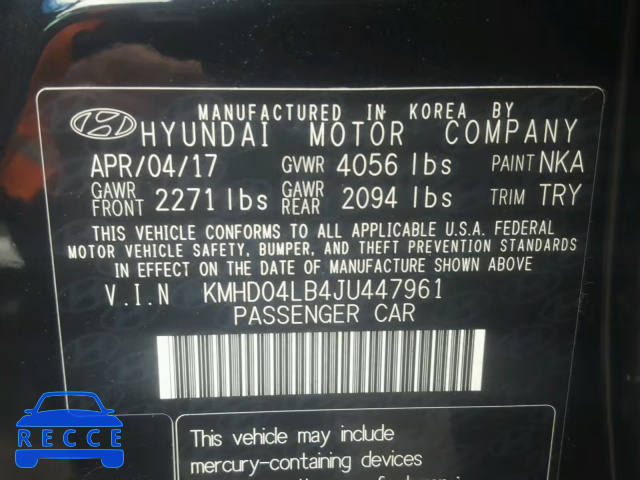 MANUFACTURED IN KOREA BY
HYUNDAI MOTOR COMPANY
APR/04/17 GVWR 4056 lbs PAINT NKA
GAWR FRONT 2271 lbs GAWR REAR 2094 lbs TRIM TRY
THIS VEHICLE CONFORMS TO ALL APPLICABLE U.S.A. FEDERAL
MOTOR VEHICLE SAFETY, BUMPER, AND THEFT PREVENTION STANDARDS
IN EFFECT ON THE DATE OF MANUFACTURE SHOWN ABOVE
V.I.N KMHD04LB4JU447961
PASSENGER CAR
This vehicle may include
mercury-containing devices
RECCE